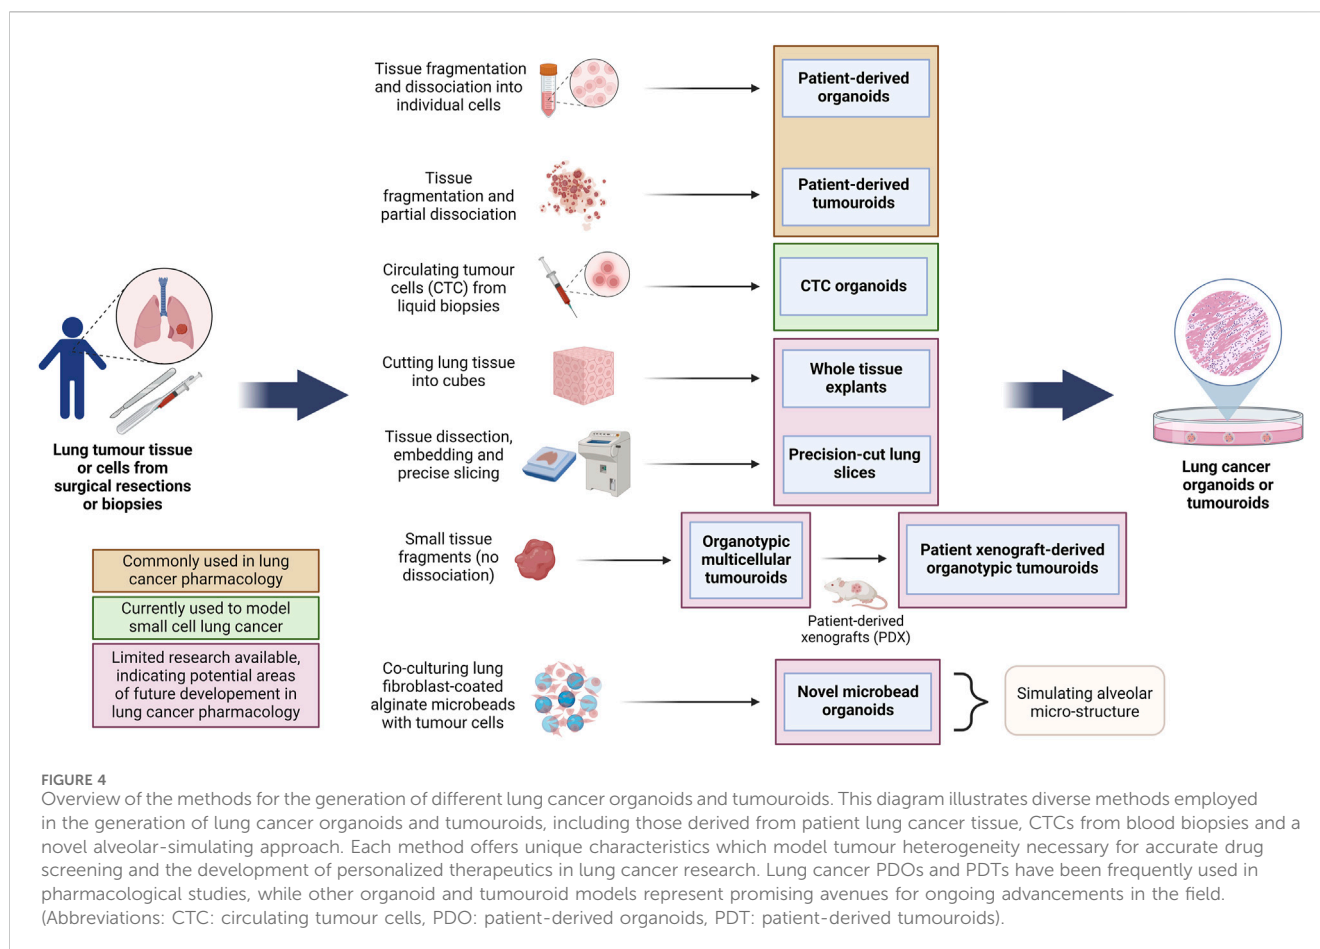 Tissue fragmentation
and dissociation into
individual cells
Patient-derived
organoids
Tissue
fragmentation and
partial dissociation
Patient-derived
tumouroids
Circulating tumour
cells (CTC) from
liquid biopsies
CTC organoids
Cutting lung tissue
into cubes
Whole tissue
explants
Tissue dissection,
embedding and
precise slicing
Precision-cut lung
slices
Lung tumour tissue
or cells from
surgical resections
or biopsies
Lung cancer
organoids or
tumouroids
Small tissue
fragments (no
dissociation)
Organotypic
multicellular
tumouroids
Patient xenograft-derived
organotypic tumouroids
Patient-derived
xenografts (PDX)
Commonly used in lung
cancer pharmacology
Currently used to model
small cell lung cancer
Limited research available,
indicating potential areas
of future developement in
lung cancer pharmacology
Co-culturing lung
fibroblast-coated
alginate microbeads
with tumour cells
Novel microbead
organoids
Simulating alveolar
micro-structure
FIGURE 4
Overview of the methods for the generation of different lung cancer organoids and tumouroids. This diagram illustrates diverse methods employed
in the generation of lung cancer organoids and tumouroids, including those derived from patient lung cancer tissue, CTCs from blood biopsies and a
novel alveolar-simulating approach. Each method offers unique characteristics which model tumour heterogeneity necessary for accurate drug
screening and the development of personalized therapeutics in lung cancer research. Lung cancer PDOs and PDTs have been frequently used in
pharmacological studies, while other organoid and tumouroid models represent promising avenues for ongoing advancements in the field.
(Abbreviations: CTC: circulating tumour cells, PDO: patient-derived organoids, PDT: patient-derived tumouroids).